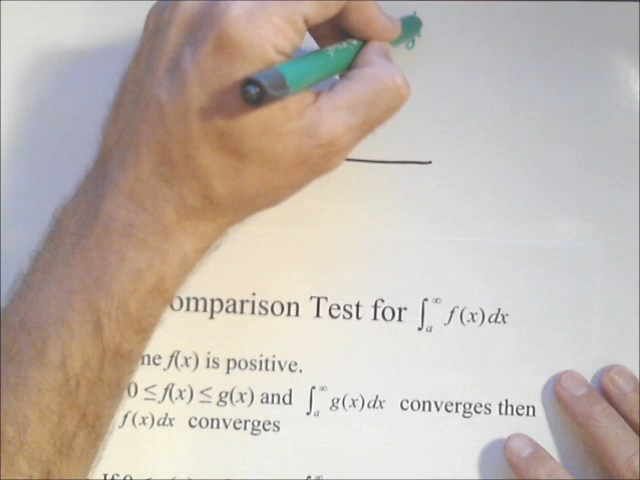 omparison Test for ∫ₐ^∞ f(x)dx
me f(x) is positive.
0 ≤ f(x) ≤ g(x) and ∫ₐ^∞ g(x)dx converges then
f(x)dx converges